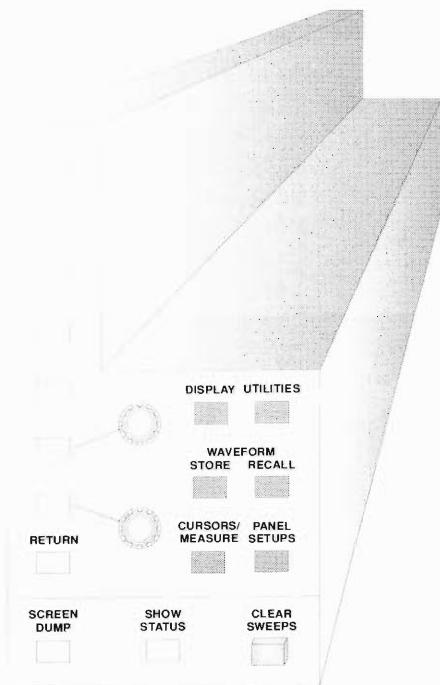 DISPLAY UTILITIES
WAVEFORM
STORE RECALL
CURSORS/ PANEL
MEASURE SETUPS
RETURN
SCREEN SHOW CLEAR
DUMP STATUS SWEEPS